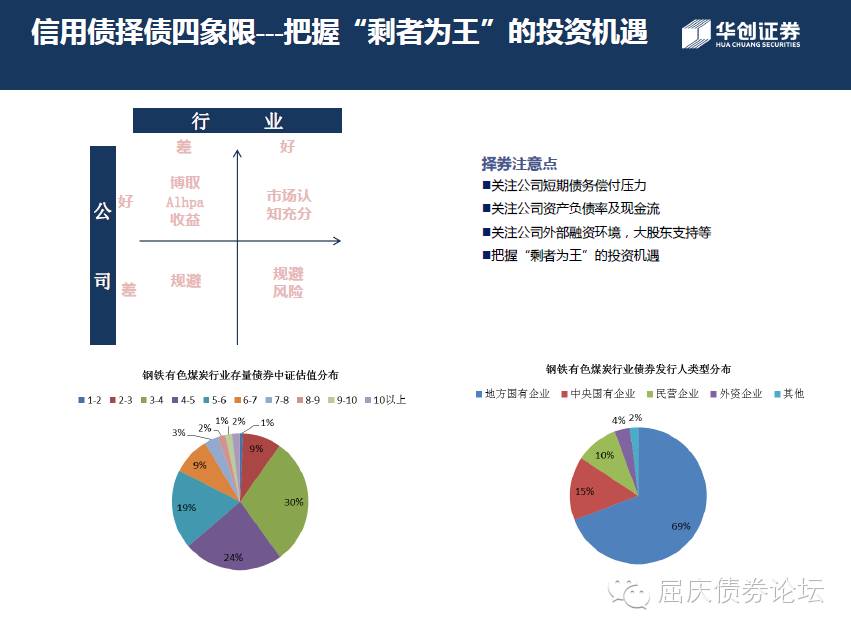 信用债择债四象限---把握“剩者为王”的投资机遇
华创证券
HUA CHUANG SECURITIES
行 业
差 好
公
司
好
差
博取
Alhpa
收益
市场认
知充分
规避
规避
风险
择券注意点
■关注公司短期债务偿付压力
■关注公司资产负债率及现金流
■关注公司外部融资环境，大股东支持等
■把握“剩者为王”的投资机遇
钢铁有色煤炭行业存量债券中证估值分布
1-2 2-3 3-4 4-5 5-6 6-7 7-8 8-9 9-10 10以上
1%
9%
30%
24%
19%
9%
3%
2%
1%
2%
钢铁有色煤炭行业债券发行人类型分布
地方国有企业 中央国有企业 民营企业 外资企业 其他
69%
15%
10%
4%
2%
屈庆债券论坛